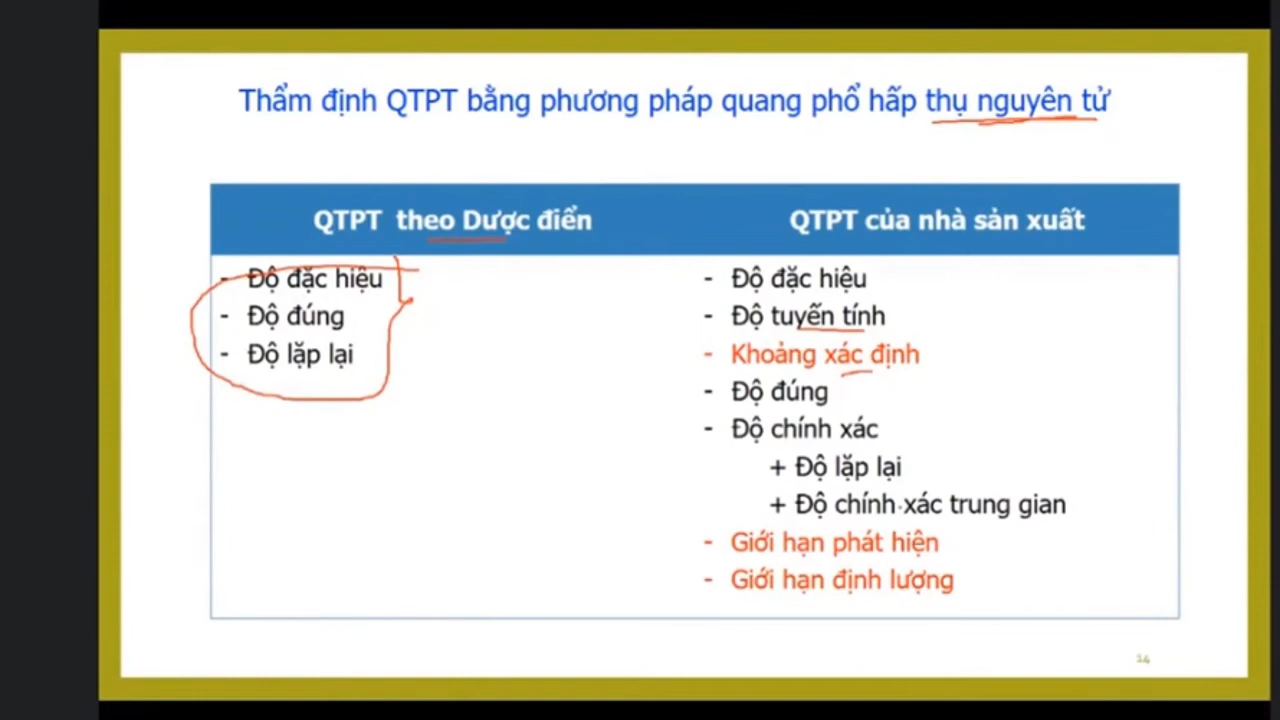 Thẩm định QTPT bằng phương pháp quang phổ hấp thụ nguyên tử
QTPT theo Dược điển
- Độ đặc hiệu
- Độ đúng
- Độ lặp lại
QTPT của nhà sản xuất
- Độ đặc hiệu
- Độ tuyến tính
- Khoảng xác định
- Độ đúng
- Độ chính xác
+ Độ lặp lại
+ Độ chính xác trung gian
- Giới hạn phát hiện
- Giới hạn định lượng
14